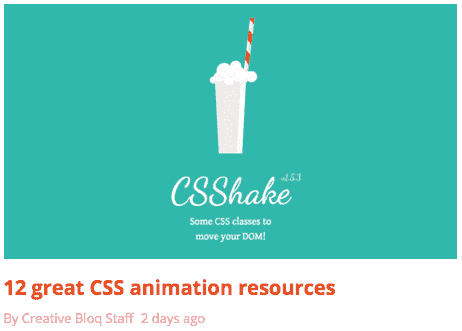 v1.5.3
CSShake
Some CSS classes to
move your DOM!
12 great CSS animation resources
By Creative Bloq Staff 2 days ago